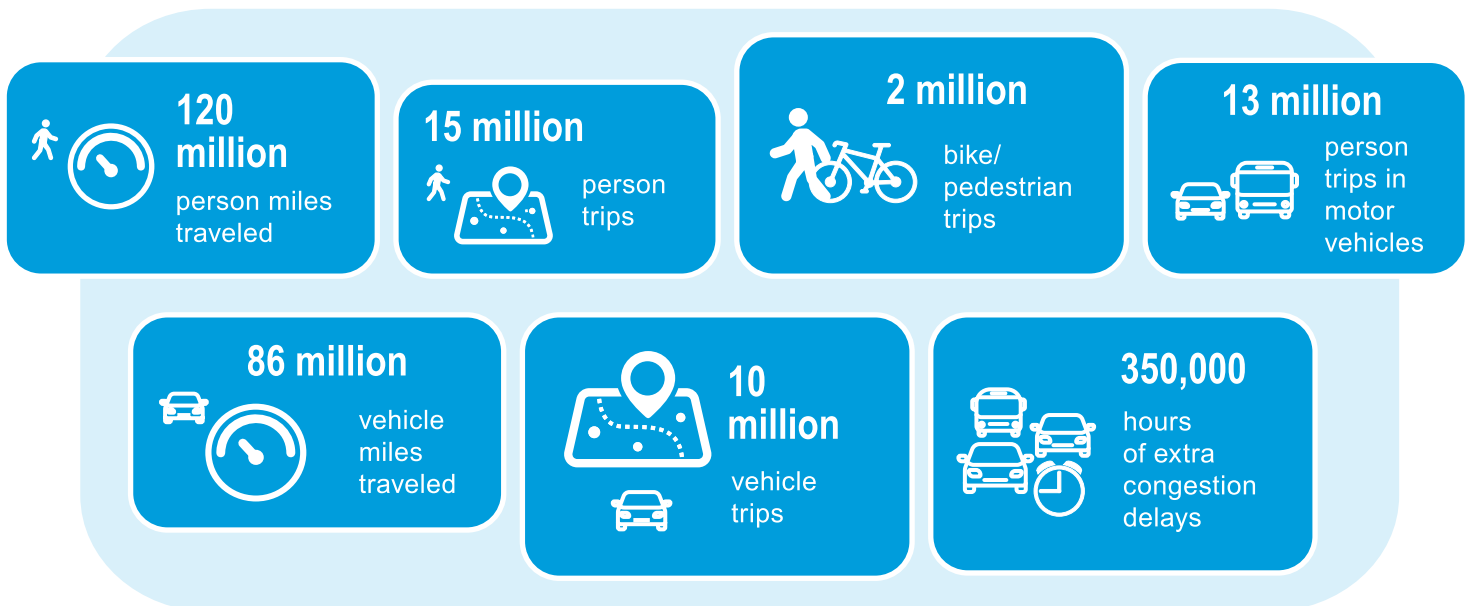 120
million
person miles
traveled
15 million
person
trips
2 million
bike/
pedestrian
trips
13 million
person
trips in
motor
vehicles
86 million
vehicle
miles
traveled
10
million
vehicle
trips
350,000
hours
of extra
congestion
delays